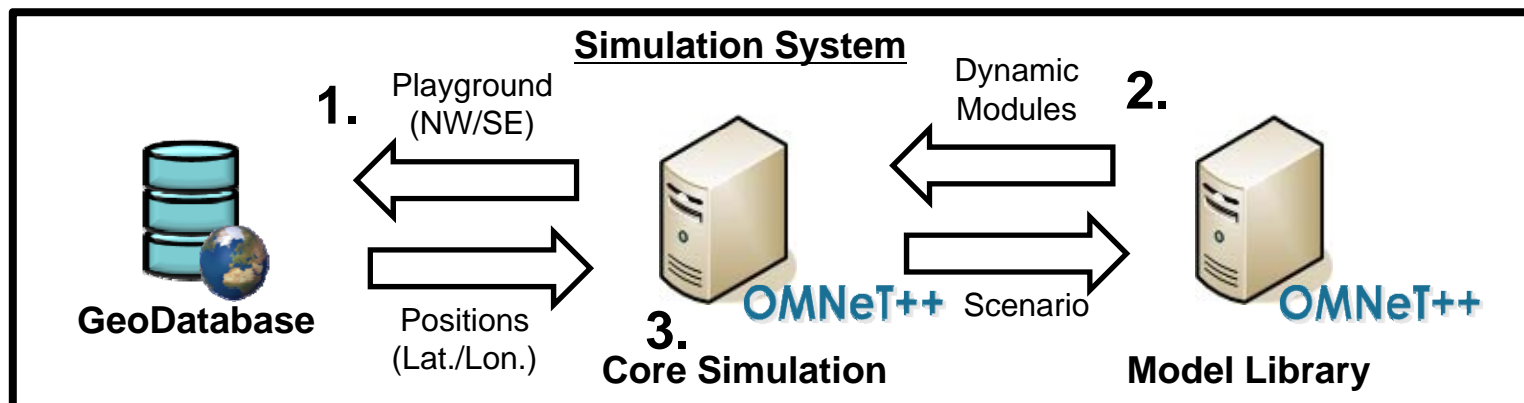 Simulation System
1.
Playground
(NW/SE)
Dynamic
Modules
2.
GeoDatabase
Positions
(Lat./Lon.)
OMNeT++
3.
Core Simulation
Scenario
OMNeT++
Model Library